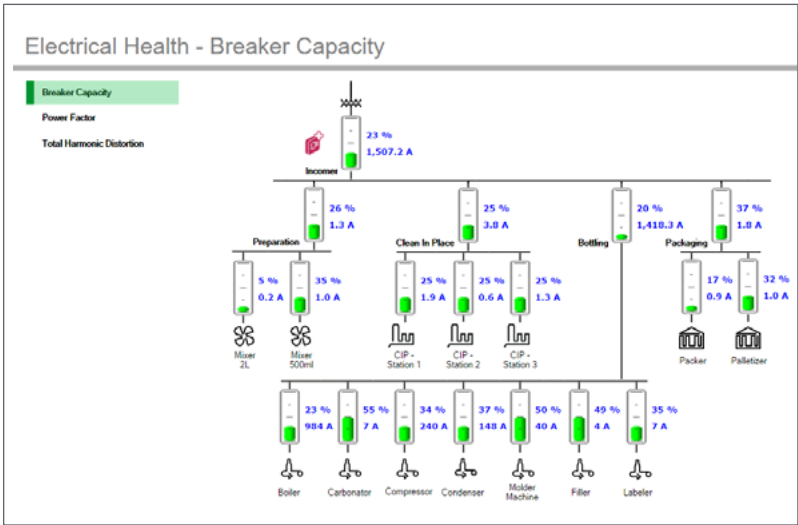 Electrical Health - Breaker Capacity
Breaker Capacity
Power Factor
Total Harmonic Distortion
23 %
1,507.2 A
Incomer
26 %
1.3 A
Preparation
25 %
3.8 A
Clean In Place
20 %
1,418.3 A
Bottling
37 %
1.8 A
Packaging
5 %
0.2 A
35 %
1.0 A
25 %
1.9 A
25 %
0.6 A
25 %
1.3 A
17 %
0.9 A
32 %
1.0 A
Mixer
2L
Mixer
500ml
CIP -
Station 1
CIP -
Station 2
CIP -
Station 3
Packer
Palletizer
23 %
984 A
55 %
7 A
34 %
240 A
37 %
148 A
50 %
40 A
49 %
4 A
35 %
7 A
Boiler
Carbonator
Compressor
Condenser
Molder
Machine
Filler
Labeler